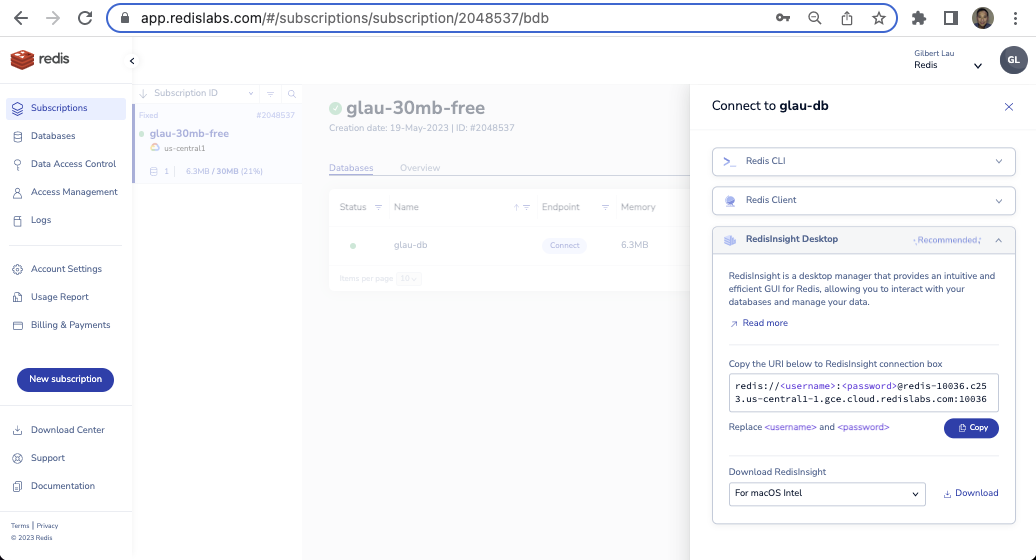 app.redislabs.com/#/subscriptions/subscription/2048537/bdb
redis
Gilbert Lau
Redis
GL
Subscriptions
Databases
Data Access Control
Access Management
Logs
Account Settings
Usage Report
Billing & Payments
New subscription
Download Center
Support
Documentation
Terms | Privacy
© 2023 Redis
Subscription ID
Fixed #2048537
glau-30mb-free
us-central1
1 | 6.3MB / 30MB (21%)
glau-30mb-free
Creation date: 19-May-2023 | ID: #2048537
Databases Overview
Status Name Endpoint Memory
glau-db Connect 6.3MB
Items per page 20
Connect to glau-db
Redis CLI
Redis Client
RedisInsight Desktop Recommended
RedisInsight is a desktop manager that provides an intuitive and
efficient GUI for Redis, allowing you to interact with your
databases and manage your data.
Read more
Copy the URI below to RedisInsight connection box
redis://<username>:<password>@redis-10036.c25
3.us-central1-1.gce.cloud.redislabs.com:10036
Replace <username> and <password>
Copy
Download RedisInsight
For macOS Intel
Download